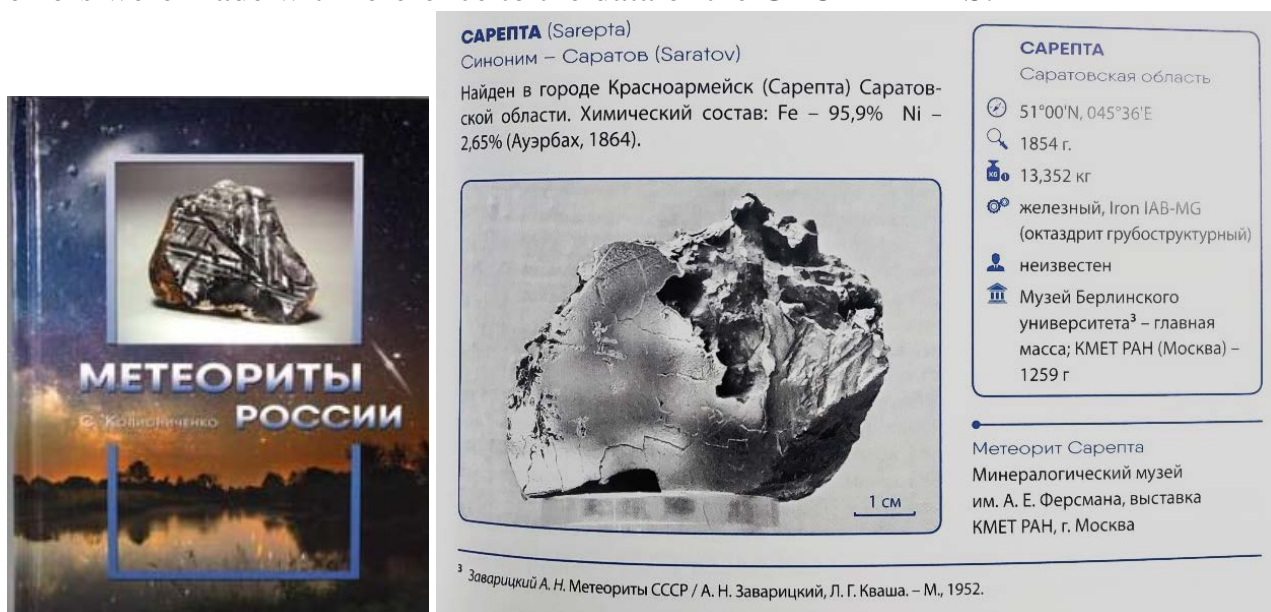 МЕТЕОРИТЫ
РОССИИ
САРЕПТА (Sarepta)
Синоним – Саратов (Saratov)
Найден в городе Красноармейск (Сарепта) Саратов-
ской области. Химический состав: Fe – 95,9% Ni –
2,65% (Ауэрбах, 1864).
1 см
САРЕПТА
Саратовская область
51°00'N, 045°36'E
1854 г.
13,352 кг
железный, Iron IAB-MG
(октаэдрит грубоструктурный)
неизвестен
Музей Берлинского
университета³ – главная
масса; КМЕТ РАН (Москва) –
1259 г
Метеорит Сарепта
Минералогический музей
им. А. Е. Ферсмана, выставка
КМЕТ РАН, г. Москва
³ Заварицкий А. Н. Метеориты СССР / А. Н. Заварицкий, Л. Г. Кваша. – М., 1952.